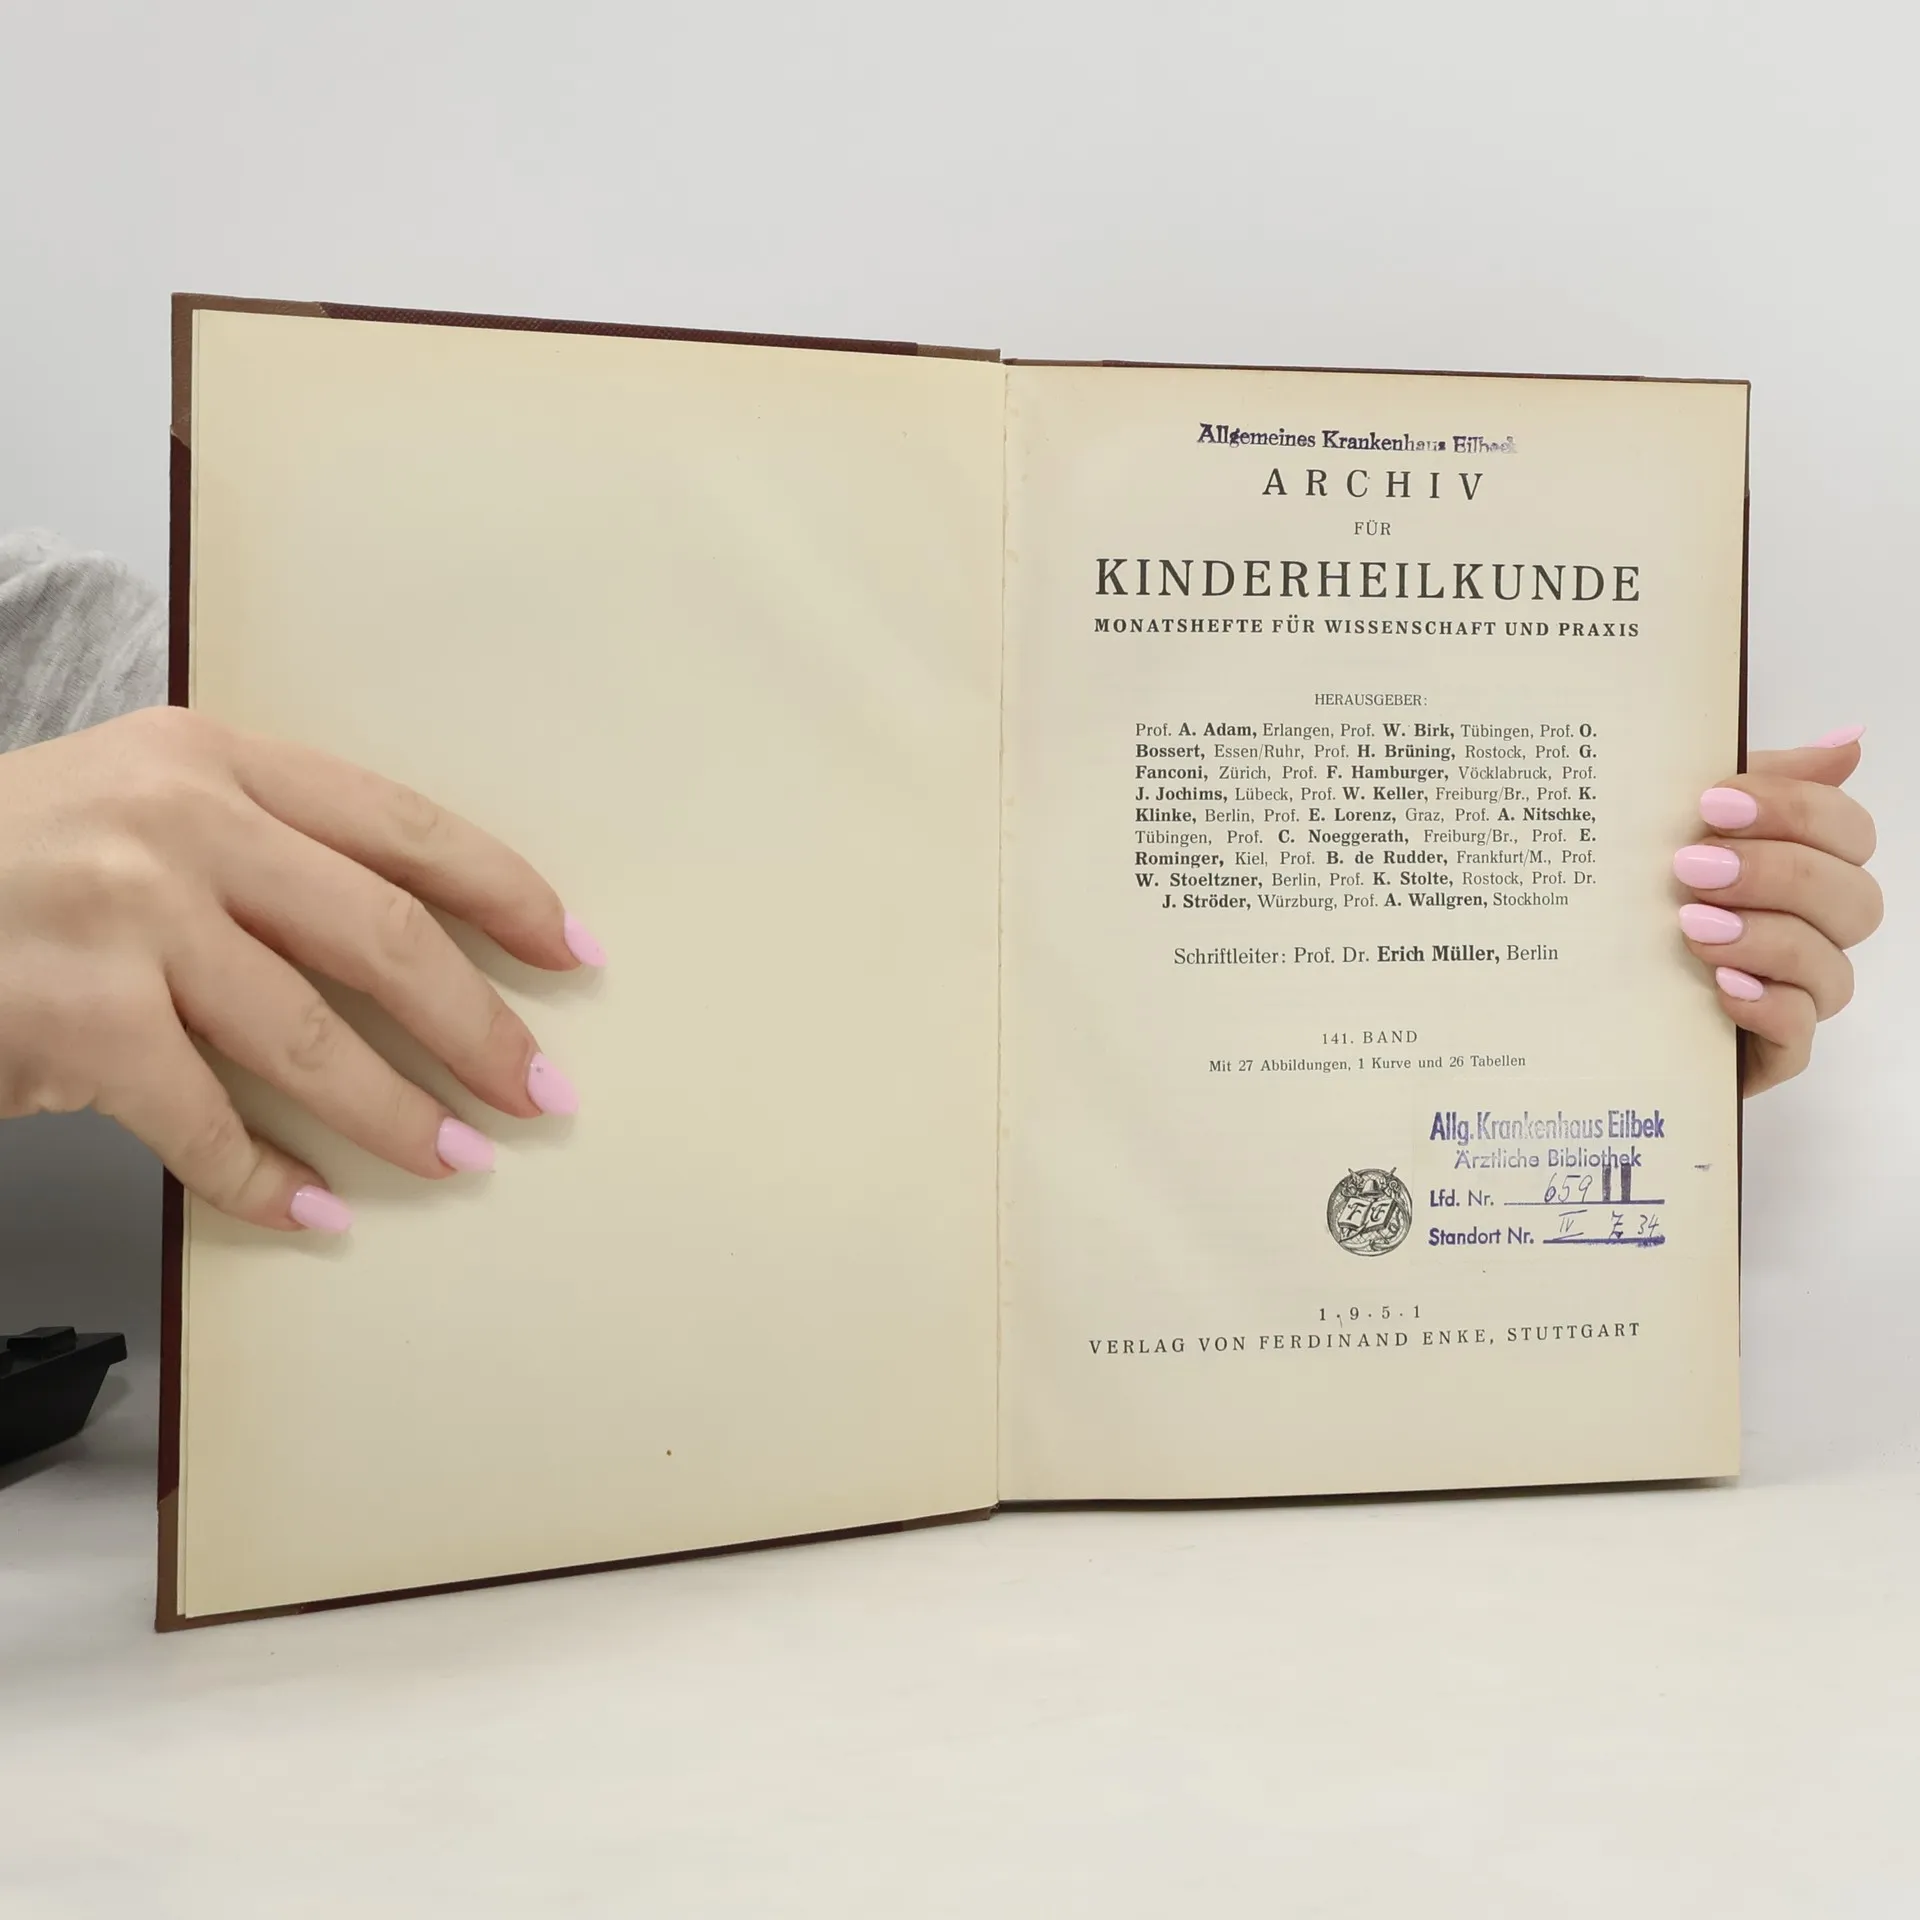 Allgemeines Krankenhaus Eilbeck
ARCHIV
FÜR
KINDERHEILKUNDE
MONATSHEFTE FÜR WISSENSCHAFT UND PRAXIS
HERAUSGEBER:
Prof. A. Adam, Erlangen, Prof. W. Birk, Tübingen, Prof. O.
Bossert, Essen/Ruhr, Prof. H. Brüning, Rostock, Prof. G.
Fanconi, Zürich, Prof. F. Hamburger, Vöcklabruck, Prof.
J. Jochims, Lübeck, Prof. W. Keller, Freiburg/Br., Prof. K.
Klinke, Berlin, Prof. E. Lorenz, Graz, Prof. A. Nitschke,
Tübingen, Prof. C. Noeggerath, Freiburg/Br., Prof. E.
Rominger, Kiel, Prof. B. de Rudder, Frankfurt/M., Prof.
W. Stoeltzner, Berlin, Prof. K. Stolte, Rostock, Prof. Dr.
J. Ströder, Würzburg, Prof. A. Wallgren, Stockholm
Schriftleiter: Prof. Dr. Erich Müller, Berlin
141. BAND
Mit 27 Abbildungen, 1 Kurve und 26 Tabellen
Allg. Krankenhaus Eilbek
Ärztliche Bibliothek
Lfd. Nr. 659 II
Standort Nr. IV Z 34
F E
1 · 9 · 5 · 1
VERLAG VON FERDINAND ENKE, STUTTGART